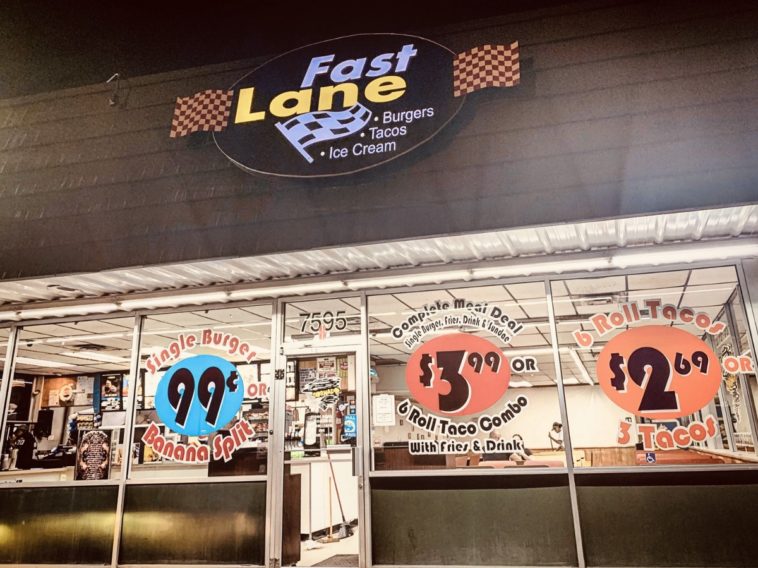 Fast
Lane
• Burgers
• Tacos
• Ice Cream
7595
Single Burger
99¢
OR
Banana Split
Complete Meal Deal
Single Burger, Fries, Drink & Sundae
$3.99
OR
6 Roll Taco Combo
With Fries & Drink
6 Roll-Tacos
$2.69
OR
3 Tacos